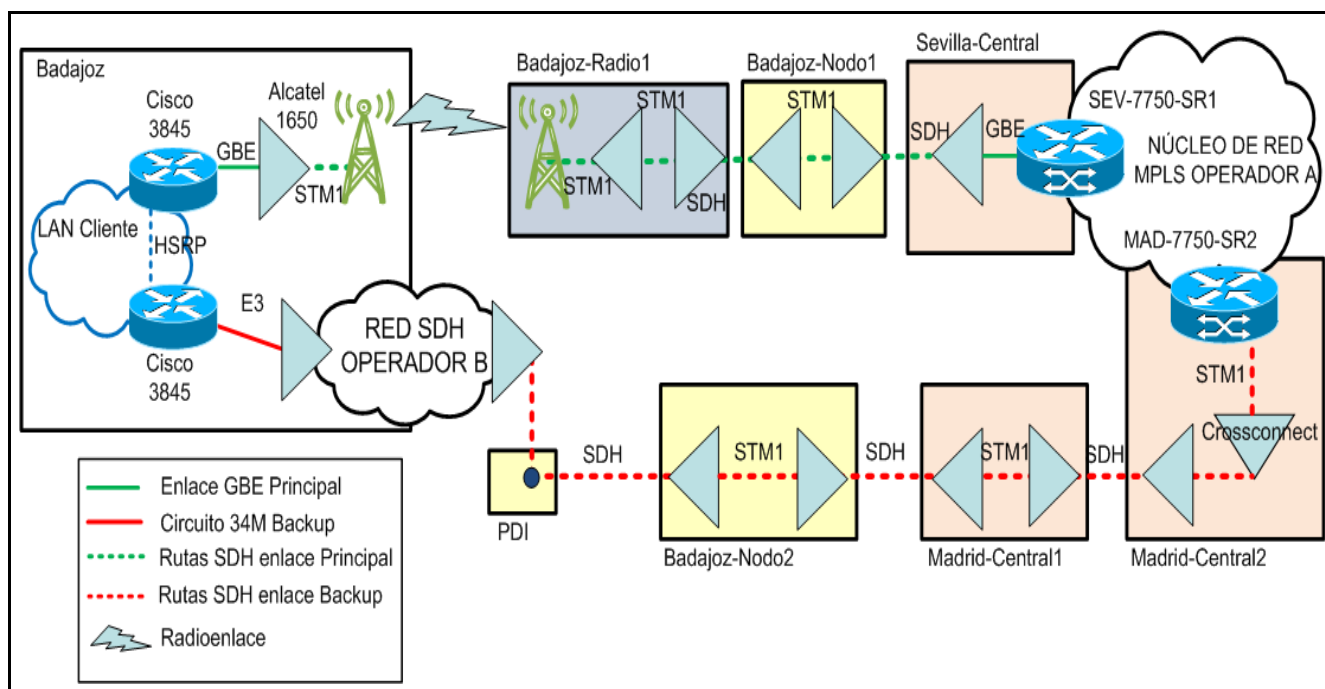 Badajoz
Cisco
3845
GBE
Alcatel
1650
STM1
LAN Cliente
HSRP
E3
Cisco
3845
RED SDH
OPERADOR B
Badajoz-Radio1
STM1
STM1
SDH
Badajoz-Nodo1
STM1
Sevilla-Central
SDH
GBE
SEV-7750-SR1
NÚCLEO DE RED
MPLS OPERADOR A
MAD-7750-SR2
STM1
Crossconnect
Madrid-Central2
SDH
STM1
Madrid-Central1
SDH
STM1
Badajoz-Nodo2
SDH
PDI
Enlace GBE Principal
Circuito 34M Backup
Rutas SDH enlace Principal
Rutas SDH enlace Backup
Radioenlace